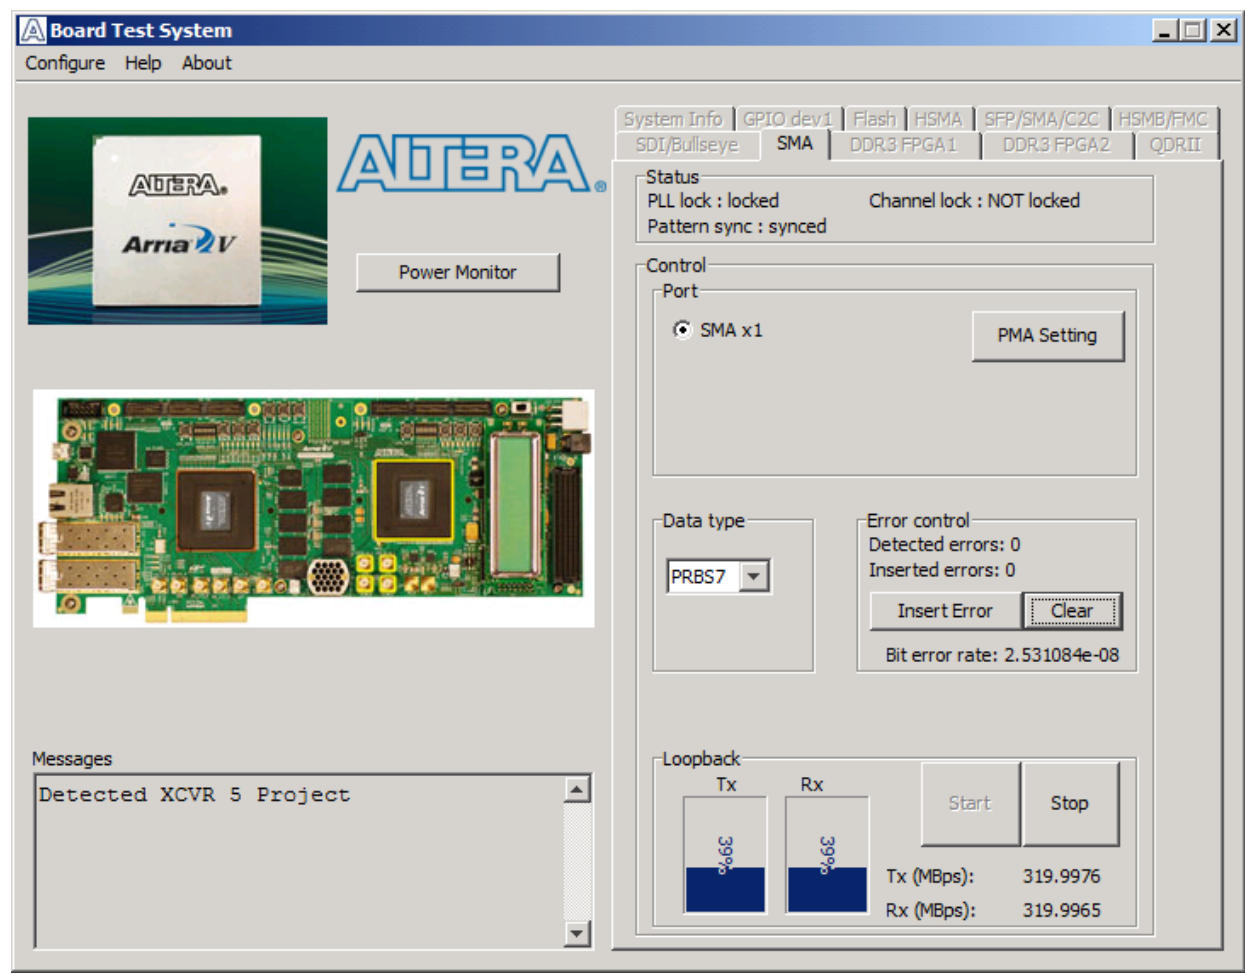 Board Test System
Configure Help About
System Info GPIO dev1 Flash HSMA SFP/SMA/C2C HSMB/FMC
SDI/Bullseye SMA DDR3 FPGA1 DDR3 FPGA2 QDRII
ALTERA®
ALTERA®
Arria V
Power Monitor
Status
PLL lock : locked
Channel lock : NOT locked
Pattern sync : synced
Control
Port
SMA x1
PMA Setting
Data type
PRBS7
Error control
Detected errors: 0
Inserted errors: 0
Insert Error
Clear
Bit error rate: 2.531084e-08
Messages
Detected XCVR 5 Project
Loopback
Tx
Rx
39%
39%
Start
Stop
Tx (MBps): 319.9976
Rx (MBps): 319.9965